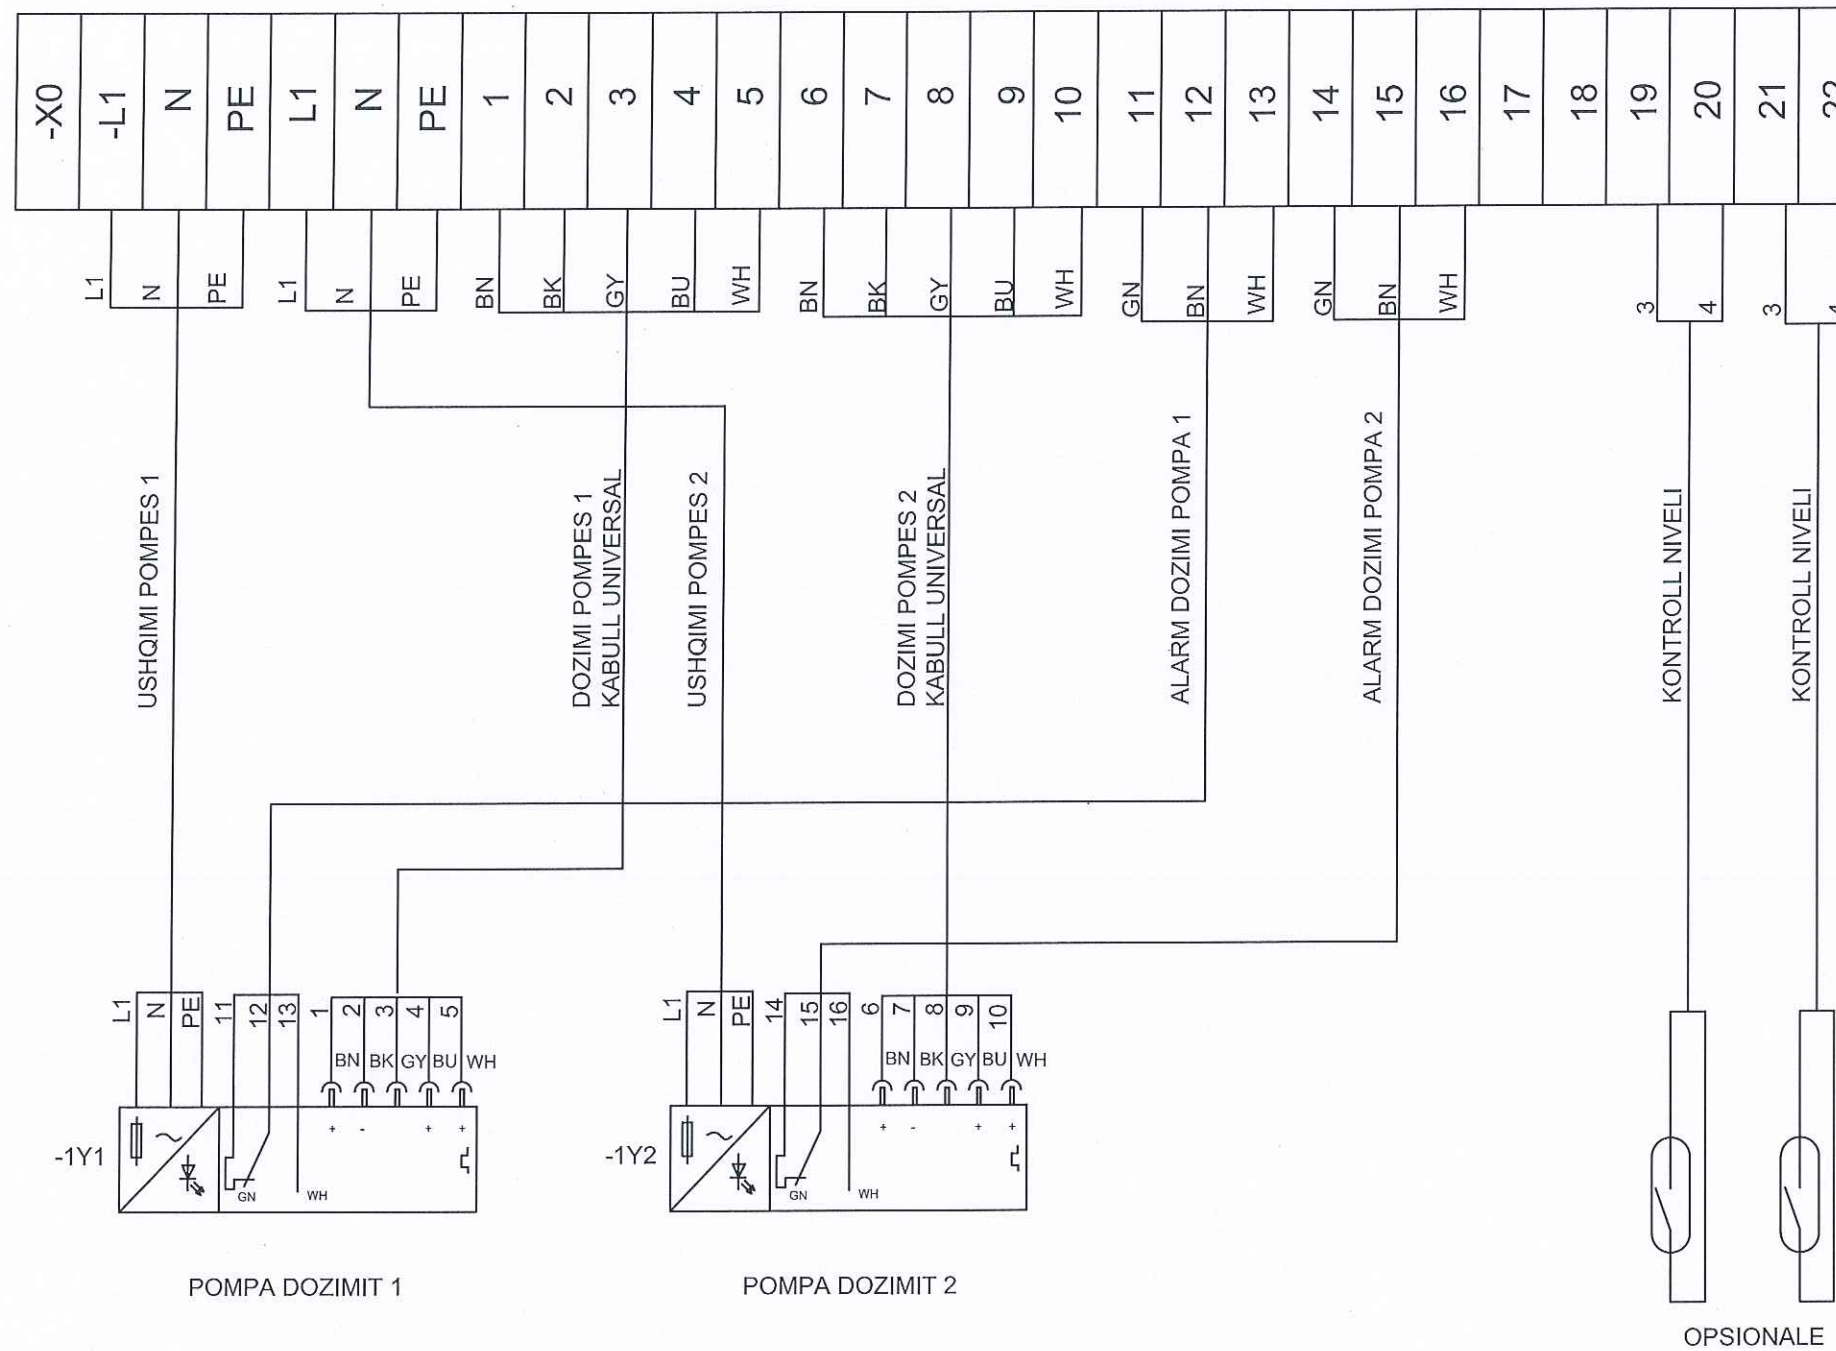 -X0 -L1 N PE L1 N PE 1 2 3 4 5 6 7 8 9 10 11 12 13 14 15 16 17 18 19 20 21 22
L1 N PE L1 N PE BN BK GY BU WH BN BK GY BU WH GN BN WH GN BN WH 3 4 3 4
USHQIMI POMPES 1
DOZIMI POMPES 1
KABULL UNIVERSAL
USHQIMI POMPES 2
DOZIMI POMPES 2
KABULL UNIVERSAL
ALARM DOZIMI POMPA 1
ALARM DOZIMI POMPA 2
KONTROLL NIVELI
KONTROLL NIVELI
L1 N PE 11 12 13 1 2 3 4 5
BN BK GY BU WH
+ - + +
-1Y1
GN WH
L1 N PE 14 15 16 6 7 8 9 10
BN BK GY BU WH
+ - + +
-1Y2
GN WH
POMPA DOZIMIT 1
POMPA DOZIMIT 2
OPSIONALE